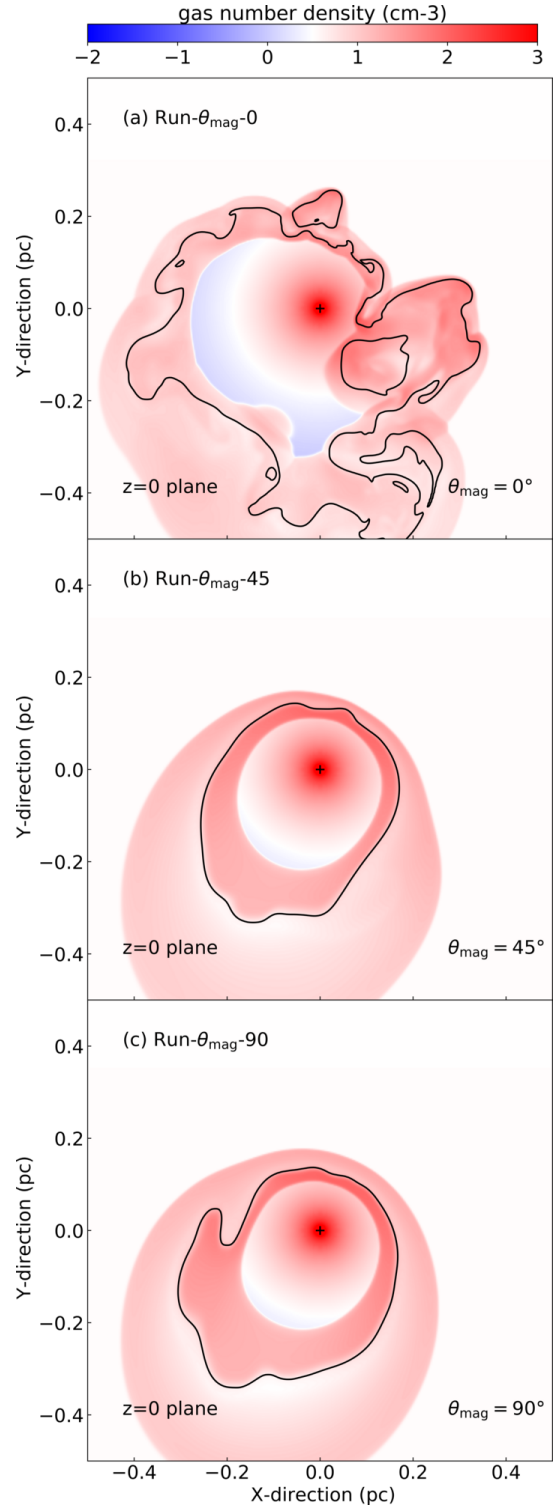 gas number density (cm-3)
−2 −1 0 1 2 3
(a) Run-θmag-0
0.4
0.2
0.0
−0.2
−0.4
Y-direction (pc)
z=0 plane θmag = 0°
(b) Run-θmag-45
0.4
0.2
0.0
−0.2
−0.4
Y-direction (pc)
z=0 plane θmag = 45°
(c) Run-θmag-90
0.4
0.2
0.0
−0.2
−0.4
Y-direction (pc)
z=0 plane θmag = 90°
−0.4 −0.2 0.0 0.2 0.4
X-direction (pc)